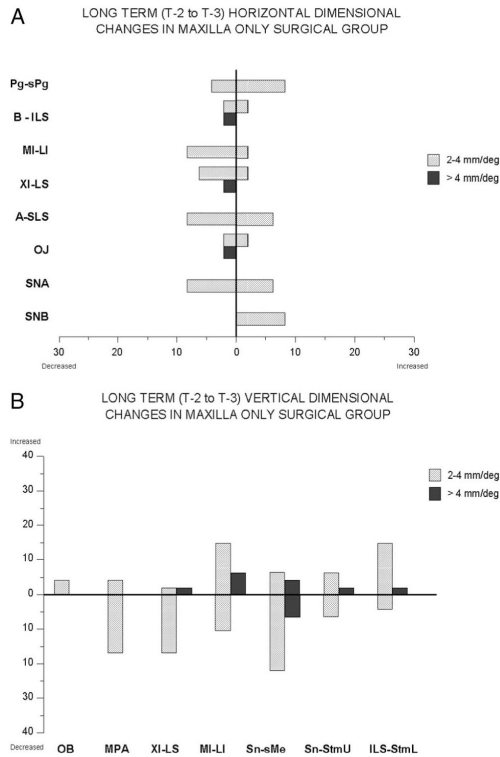 A
LONG TERM (T-2 to T-3) HORIZONTAL DIMENSIONAL
CHANGES IN MAXILLA ONLY SURGICAL GROUP
Pg-sPg
B - ILS
MI-LI
XI-LS
A-SLS
OJ
SNA
SNB
2-4 mm/deg
> 4 mm/deg
30 20 10 0 10 20 30
Decreased Increased
B
LONG TERM (T-2 to T-3) VERTICAL DIMENSIONAL
CHANGES IN MAXILLA ONLY SURGICAL GROUP
Increased
2-4 mm/deg
> 4 mm/deg
40
30
20
10
0
10
20
30
40
Decreased
OB MPA XI-LS MI-LI Sn-sMe Sn-StmU ILS-StmL